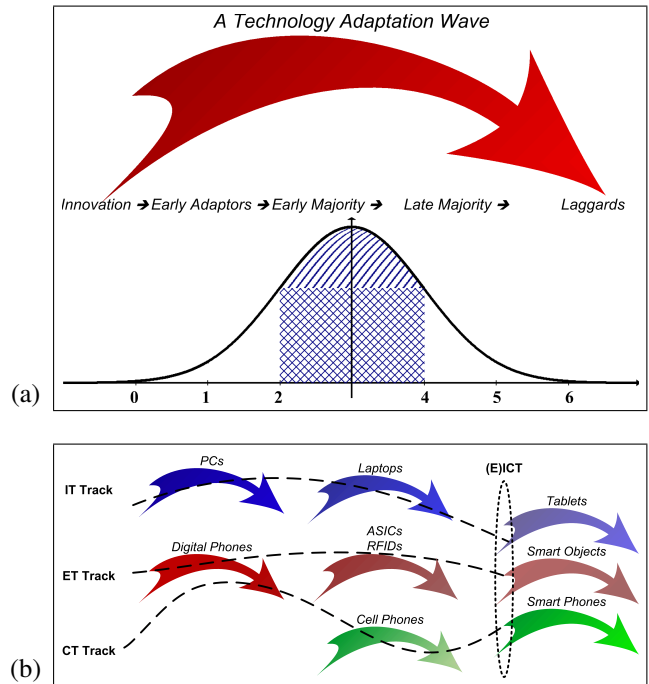 A Technology Adaptation Wave
Innovation ➔ Early Adaptors ➔ Early Majority ➔ Late Majority ➔ Laggards
0 1 2 4 5 6
(a)
PCs
Laptops
(E)ICT
IT Track
Tablets
Digital Phones
ASICs
RFIDs
Smart Objects
ET Track
Cell Phones
Smart Phones
CT Track
(b)